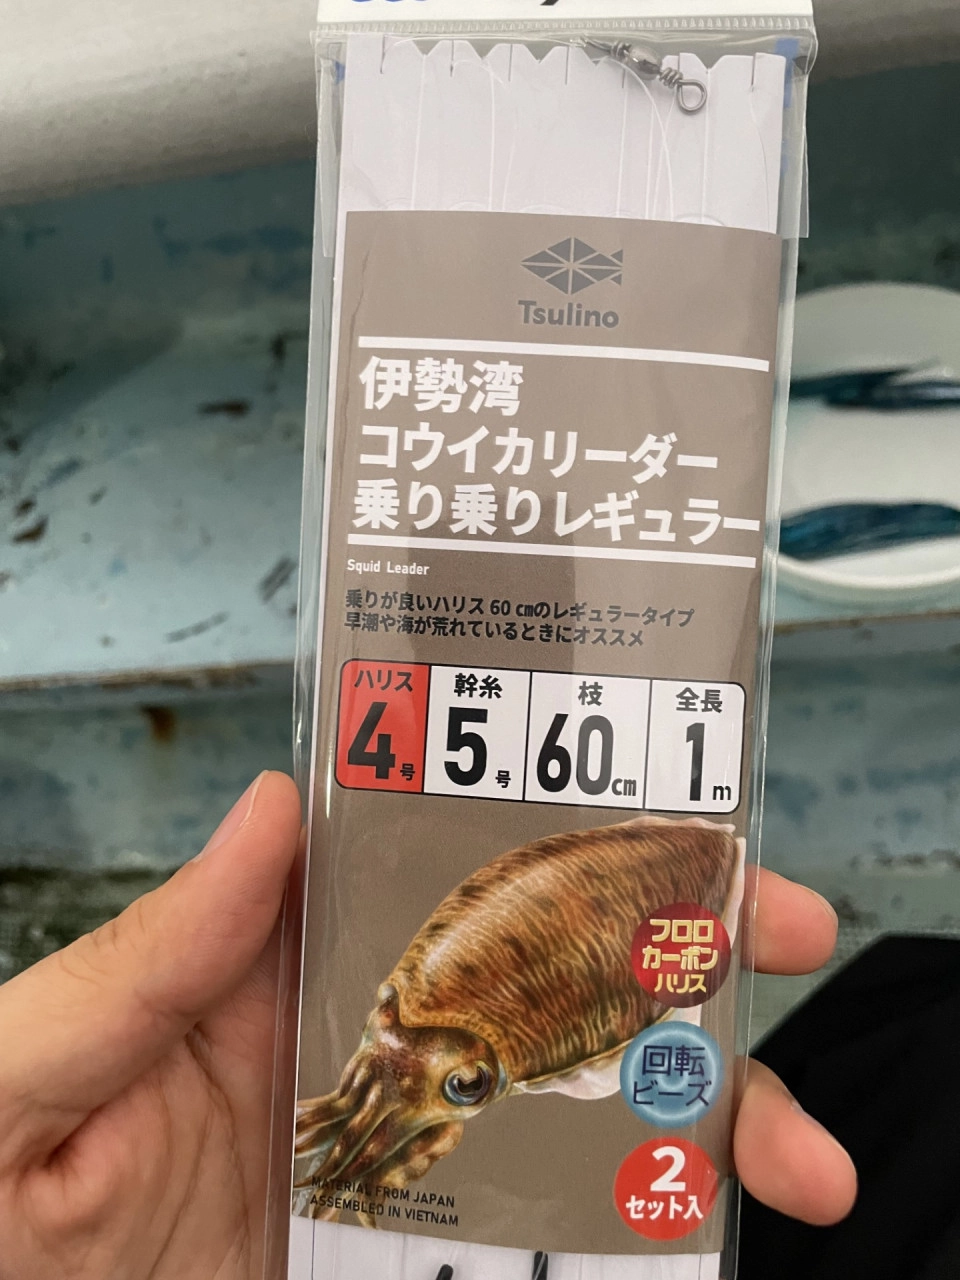 Tsulino
伊勢湾
コウイカリーダー
乗り乗りレギュラー
Squid Leader
乗りが良いハリス60㎝のレギュラータイプ
早潮や海が荒れているときにオススメ
ハリス 幹糸 枝 全長
4号 5号 60㎝ 1m
フロロ
カーボン
ハリス
回転
ビーズ
2
セット入
MATERIAL FROM JAPAN
ASSEMBLED IN VIETNAM